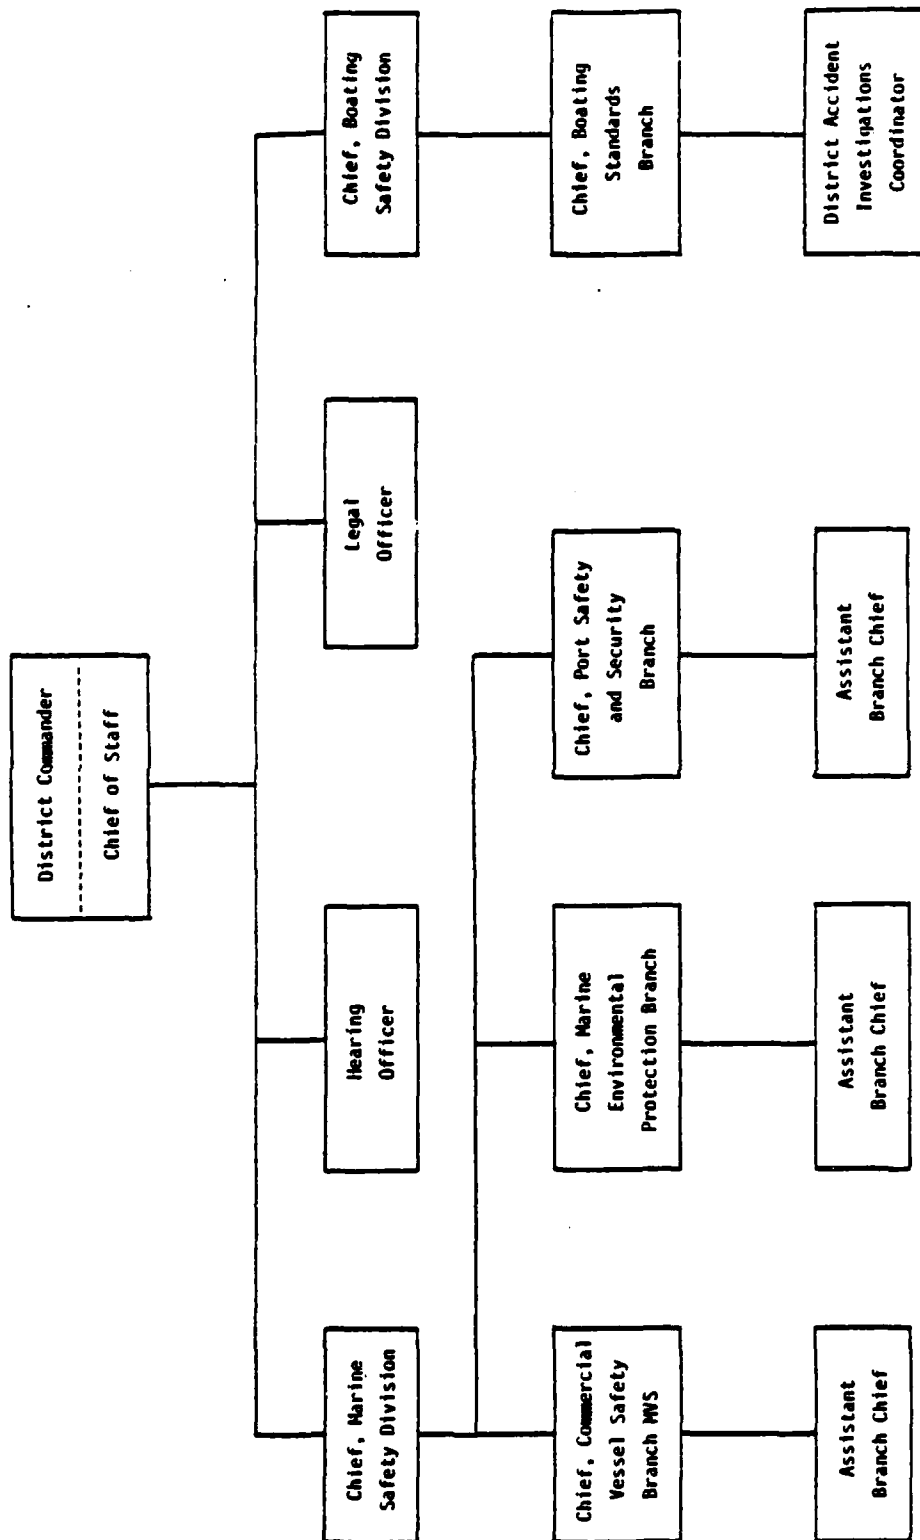 District Commander
Chief of Staff
Chief, Marine
Safety Division
Hearing
Officer
Legal
Officer
Chief, Boating
Safety Division
Chief, Commercial
Vessel Safety
Branch MVS
Chief, Marine
Environmental
Protection Branch
Chief, Port Safety
and Security
Branch
Chief, Boating
Standards
Branch
Assistant
Branch Chief
Assistant
Branch Chief
Assistant
Branch Chief
District Accident
Investigations
Coordinator